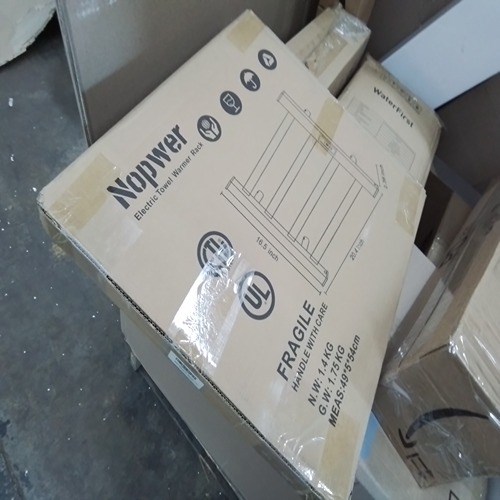 Nopwer
Electric Towel Warmer Rack
16.5 inch
20.4 inch
UL
UL
FRAGILE
HANDLE WITH CARE
N.W: 1.4 KG
G.W: 1.75 KG
MEAS: 49*5*54cm
WaterFirst